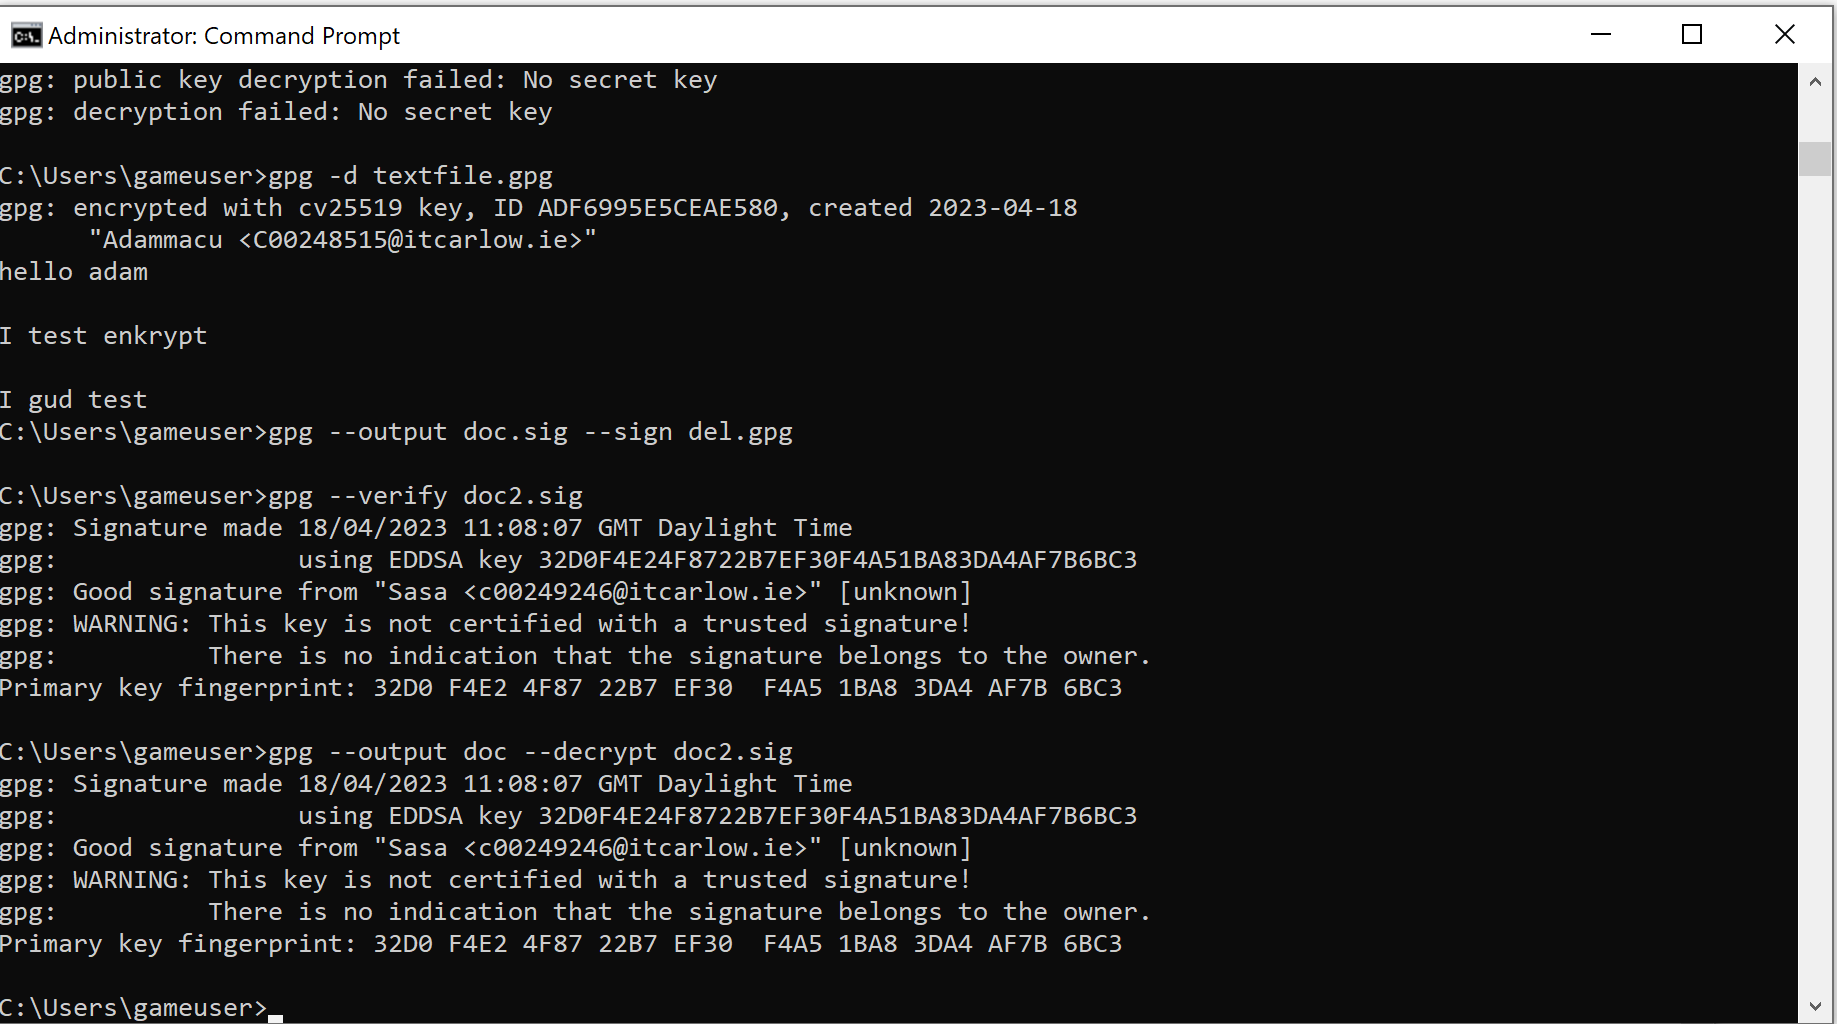 Administrator: Command Prompt
gpg: public key decryption failed: No secret key
gpg: decryption failed: No secret key
C:\Users\gameuser>gpg -d textfile.gpg
gpg: encrypted with cv25519 key, ID ADF6995E5CEAE580, created 2023-04-18
"Adammacu <C00248515@itcarlow.ie>"
hello adam
I test enkrypt
I gud test
C:\Users\gameuser>gpg --output doc.sig --sign del.gpg
C:\Users\gameuser>gpg --verify doc2.sig
gpg: Signature made 18/04/2023 11:08:07 GMT Daylight Time
gpg:                using EDDSA key 32D0F4E24F8722B7EF30F4A51BA83DA4AF7B6BC3
gpg: Good signature from "Sasa <c00249246@itcarlow.ie>" [unknown]
gpg: WARNING: This key is not certified with a trusted signature!
gpg:          There is no indication that the signature belongs to the owner.
Primary key fingerprint: 32D0 F4E2 4F87 22B7 EF30  F4A5 1BA8 3DA4 AF7B 6BC3
C:\Users\gameuser>gpg --output doc --decrypt doc2.sig
gpg: Signature made 18/04/2023 11:08:07 GMT Daylight Time
gpg:                using EDDSA key 32D0F4E24F8722B7EF30F4A51BA83DA4AF7B6BC3
gpg: Good signature from "Sasa <c00249246@itcarlow.ie>" [unknown]
gpg: WARNING: This key is not certified with a trusted signature!
gpg:          There is no indication that the signature belongs to the owner.
Primary key fingerprint: 32D0 F4E2 4F87 22B7 EF30  F4A5 1BA8 3DA4 AF7B 6BC3
C:\Users\gameuser>